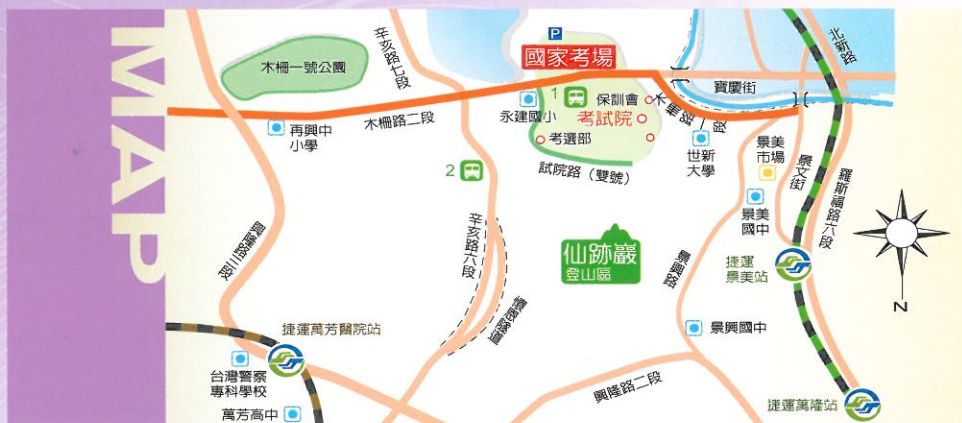 MAP
P
國家考場
北新路
辛亥路七段
木柵一號公園
寶慶街
1
保訓會
木柵路一段
永建國小
考試院
木柵路二段
再興中
小學
考選部
世新
大學
景美
市場
景文街
2
試院路（雙號）
羅斯福路六段
景美
國中
辛亥路六段
仙跡巖
登山區
興隆路三段
景興路
捷運
景美站
懷恩隧道
N
捷運萬芳醫院站
景興國中
台灣警察
專科學校
興隆路二段
萬芳高中
捷運萬隆站